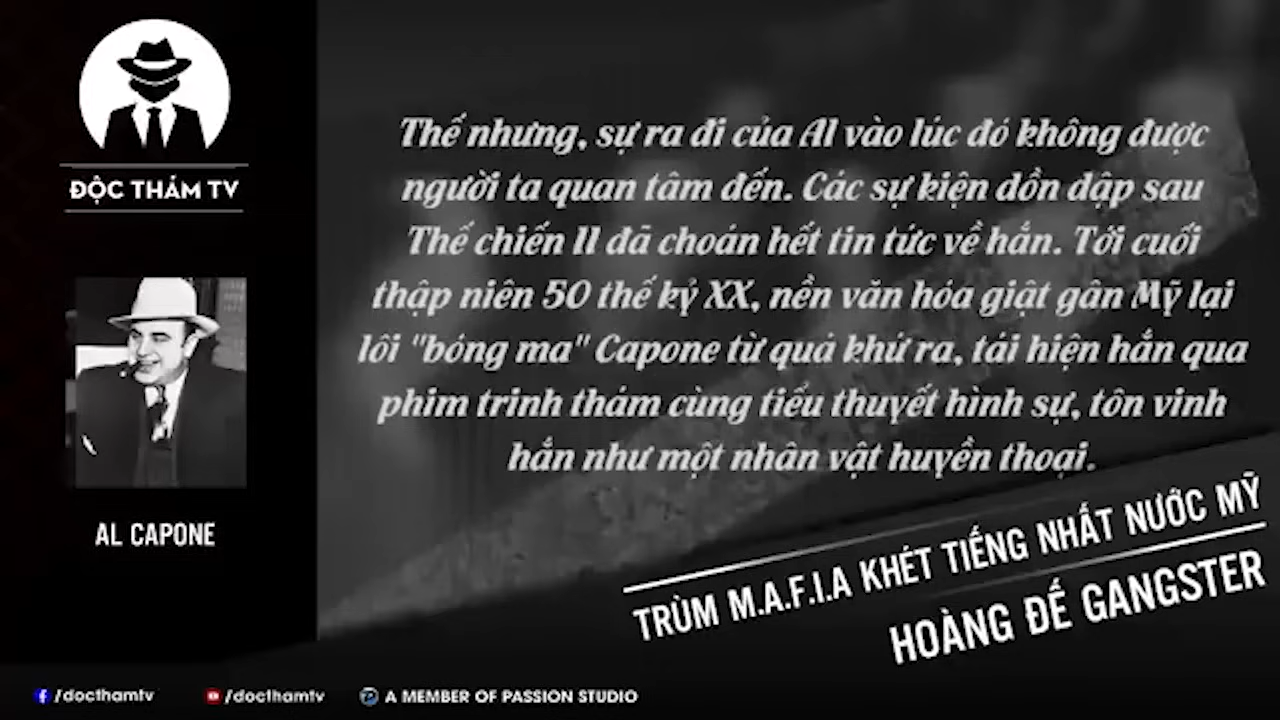 ĐỘC THÁM TV
AL CAPONE
Thế nhưng, sự ra đi của Al vào lúc đó không được
người ta quan tâm đến. Các sự kiện dồn dập sau
Thế chiến II đã choán hết tin tức về hắn. Tới cuối
thập niên 50 thế kỷ XX, nền văn hóa giật gân Mỹ lại
lôi "bóng ma" Capone từ quá khứ ra, tái hiện hắn qua
phim trinh thám cùng tiểu thuyết hình sự, tôn vinh
hắn như một nhân vật huyền thoại.
TRÙM M.A.F.I.A KHÉT TIẾNG NHẤT NƯỚC MỸ
HOÀNG ĐẾ GANGSTER
/docthamtv
/docthamtv
A MEMBER OF PASSION STUDIO